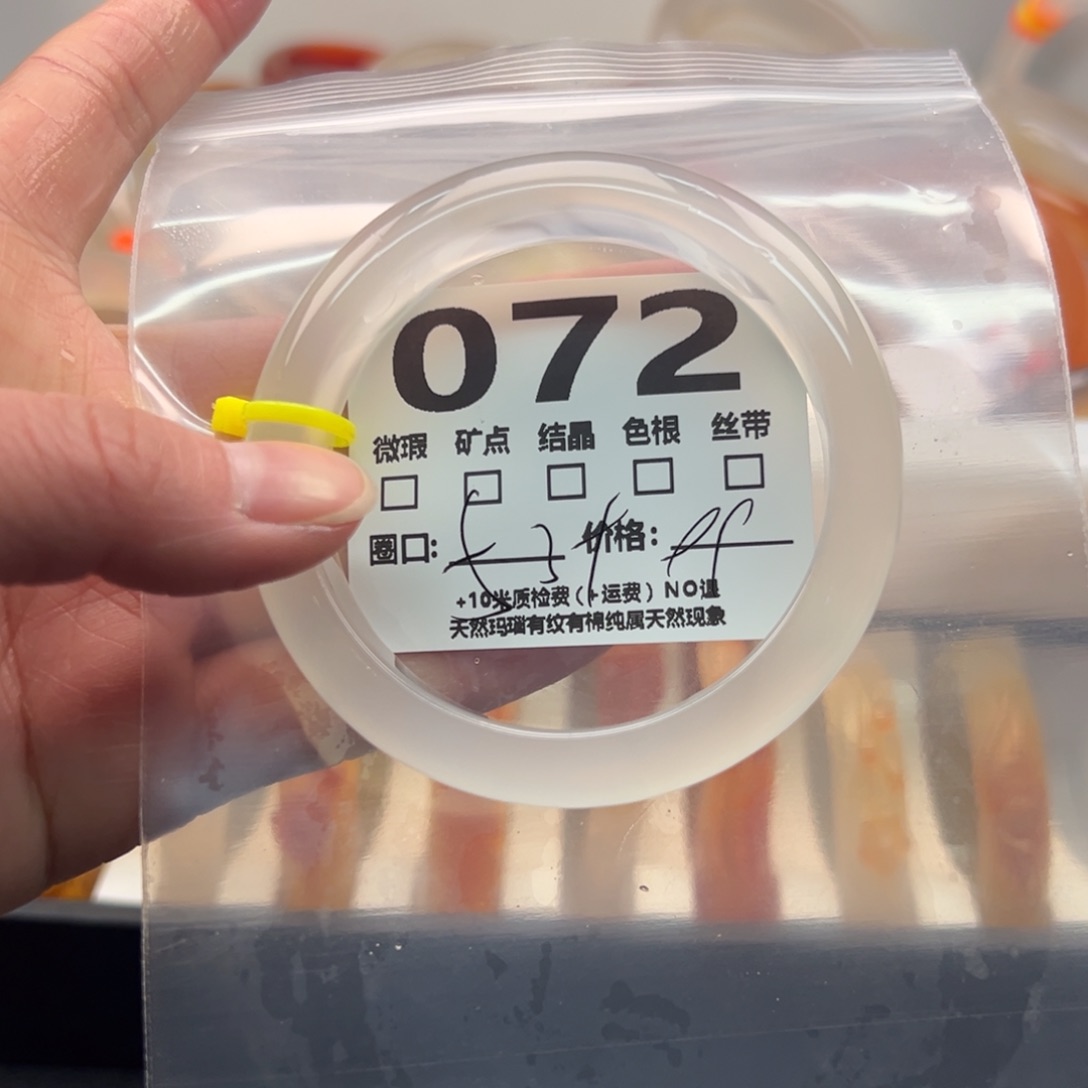 072
微瑕 矿点 结晶 色根 丝带
圈口: 价格:
+10米质检费(+运费) NO退
天然玛瑙有纹有棉纯属天然现象